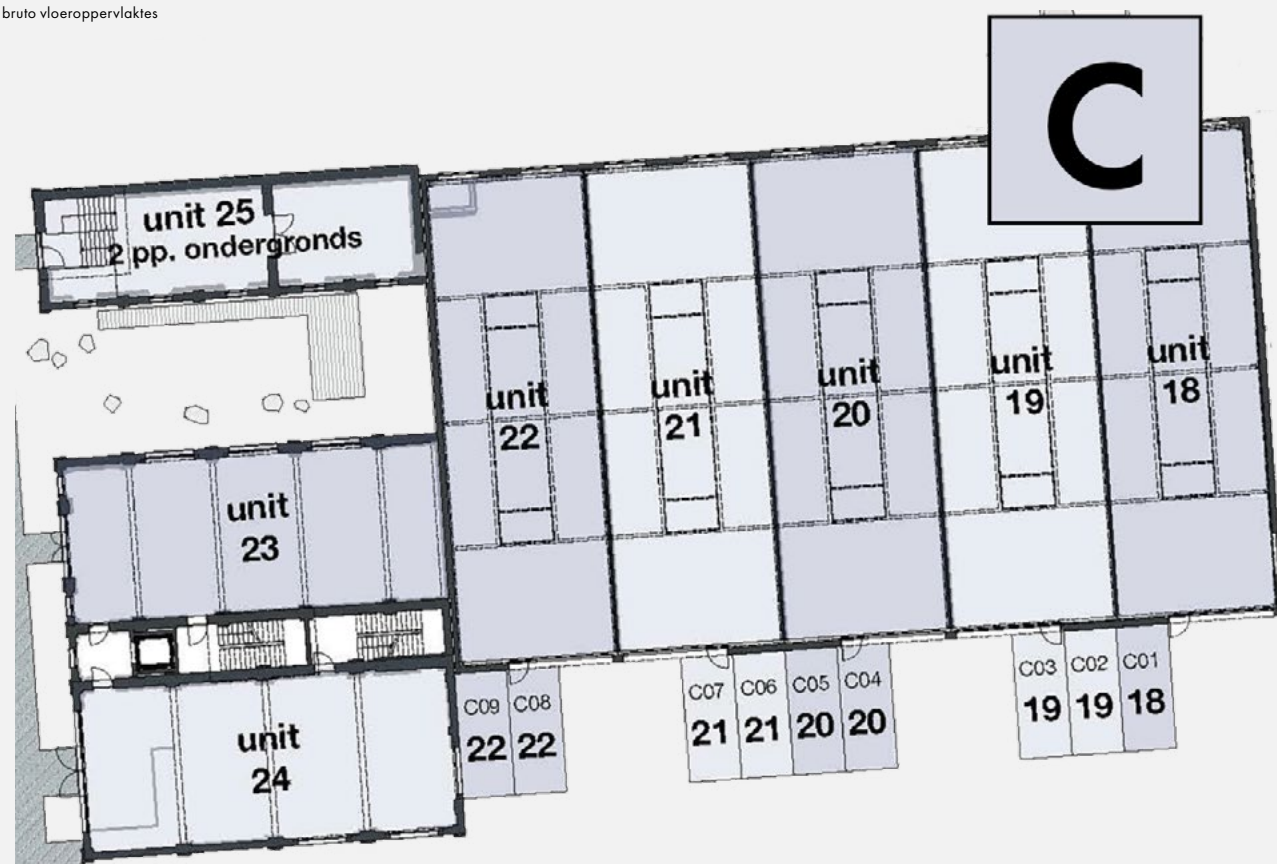 bruto vloeroppervlaktes
C
unit 25
2 pp. ondergronds
unit
22
unit
21
unit
20
unit
19
unit
18
unit
23
unit
24
C09 C08
22 22
C07 C06 C05 C04
21 21 20 20
C03 C02 C01
19 19 18